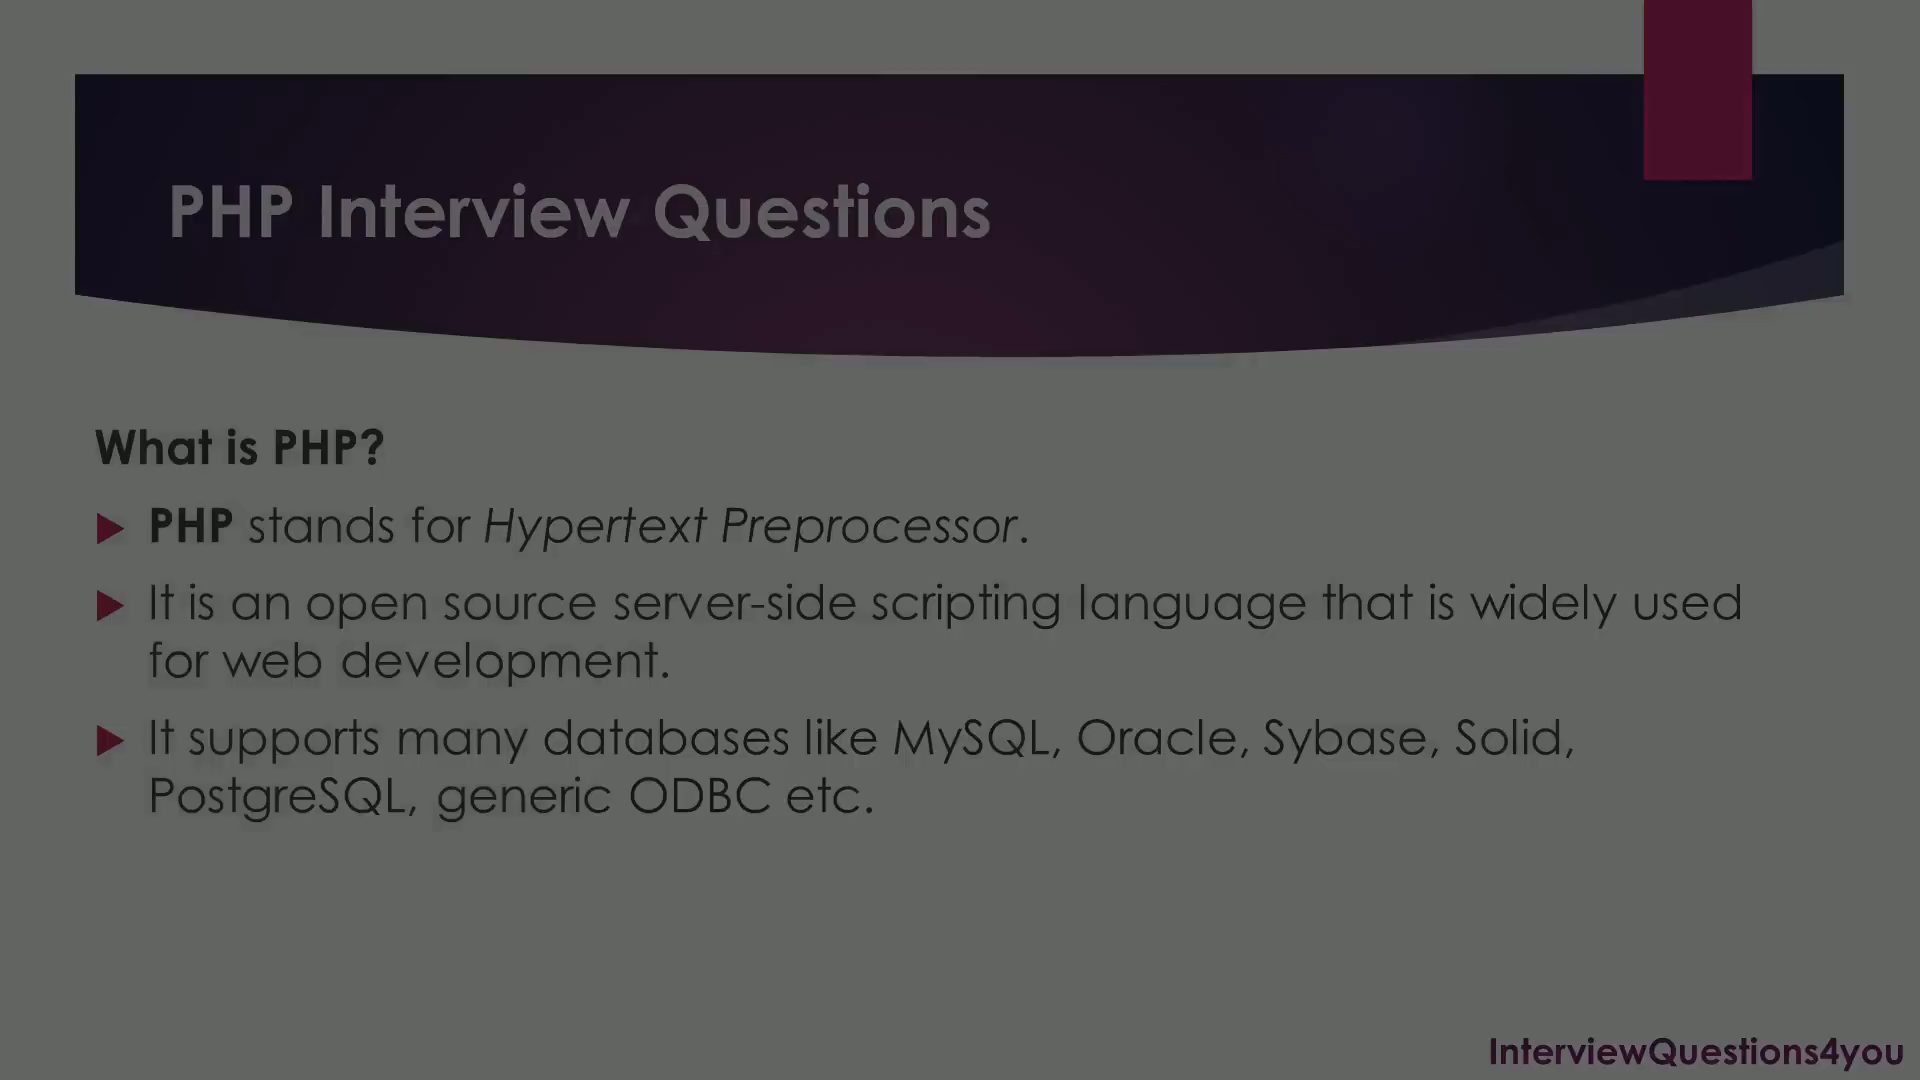 PHP Interview Questions
What is PHP?
PHP stands for Hypertext Preprocessor.
It is an open source server-side scripting language that is widely used
for web development.
It supports many databases like MySQL, Oracle, Sybase, Solid,
PostgreSQL, generic ODBC etc.
InterviewQuestions4you